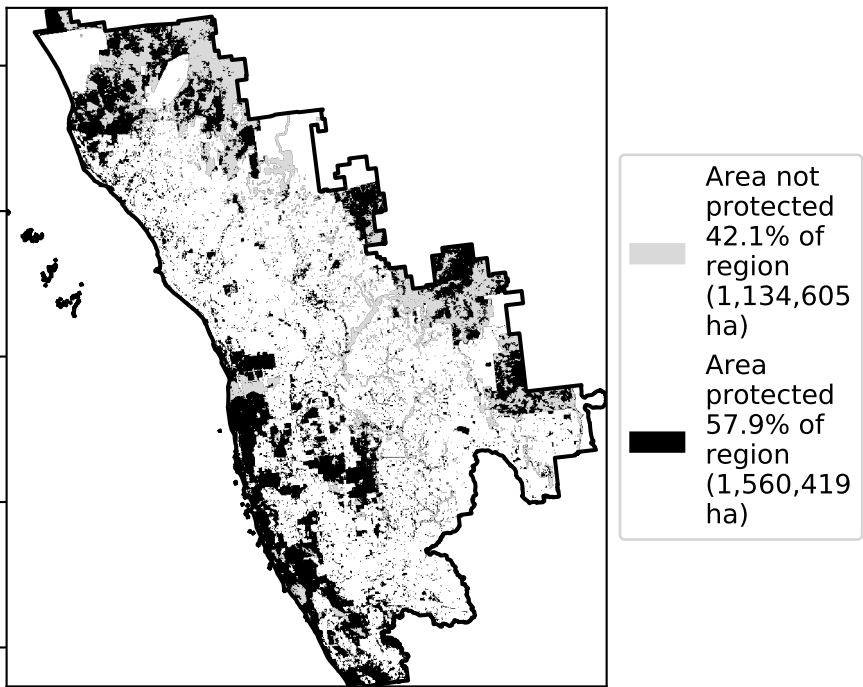 Area not
protected
42.1% of
region
(1,134,605
ha)
Area
protected
57.9% of
region
(1,560,419
ha)